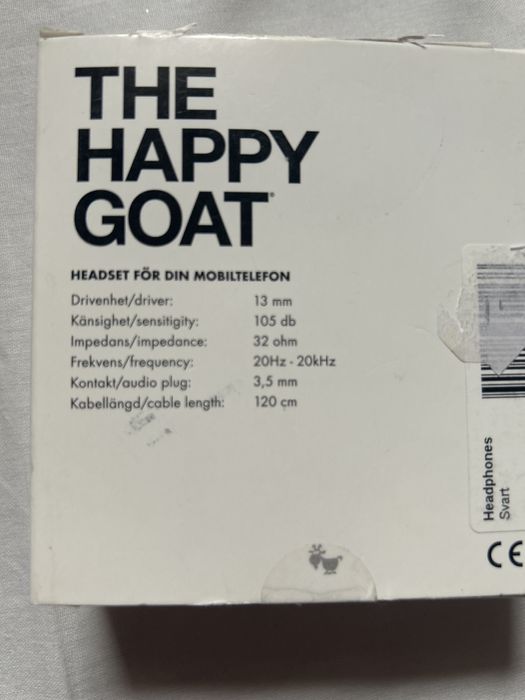 THE
HAPPY
GOAT®
HEADSET FÖR DIN MOBILTELEFON
Drivenhet/driver: 13 mm
Känsighet/sensitigity: 105 db
Impedans/impedance: 32 ohm
Frekvens/frequency: 20Hz - 20kHz
Kontakt/audio plug: 3,5 mm
Kabellängd/cable length: 120 cm
Headphones
Svart
CE